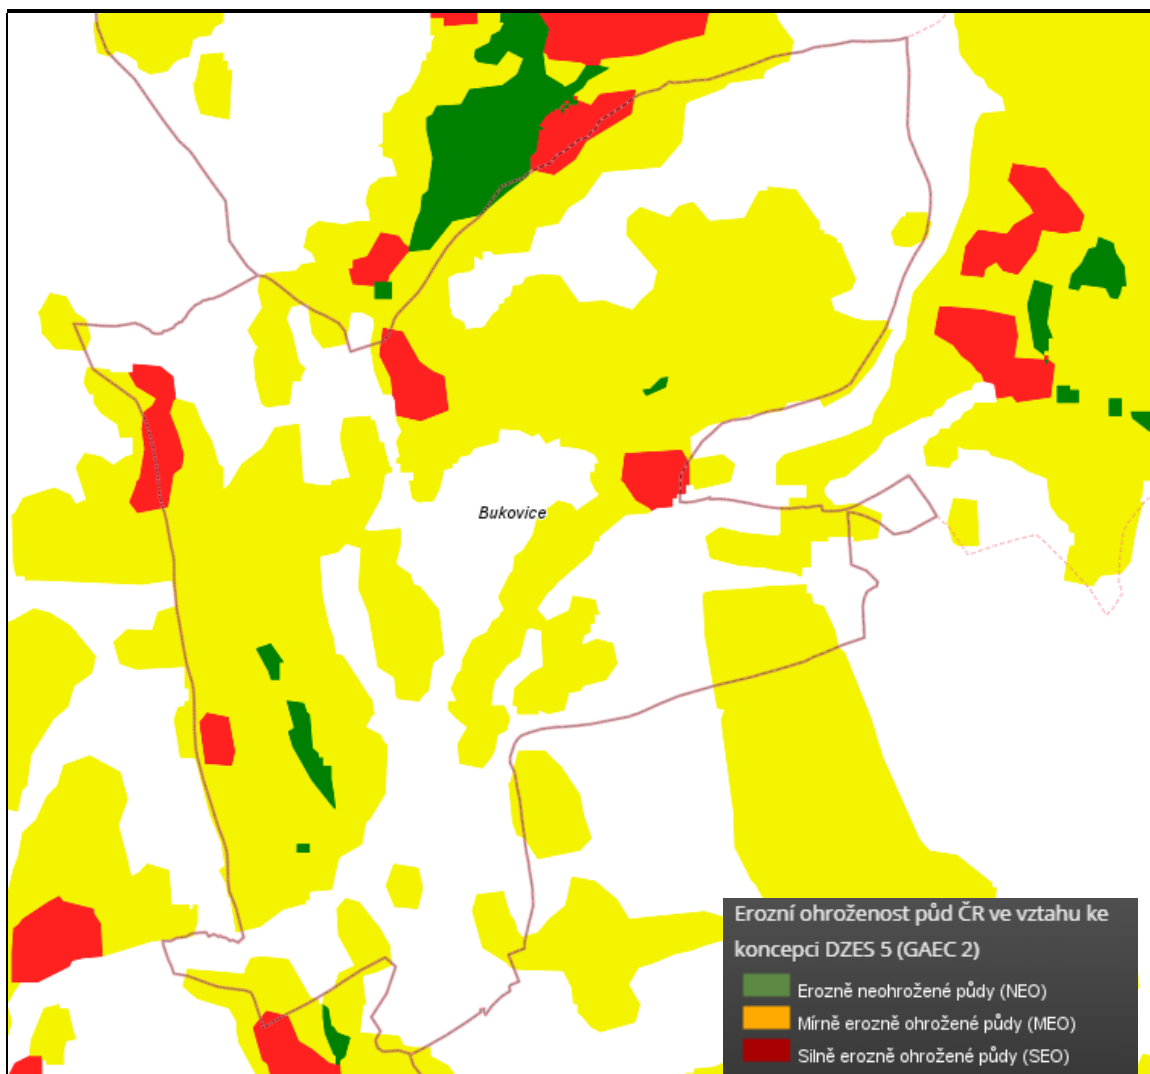 Bukovice
Erozní ohroženost půd ČR ve vztahu ke
koncepci DZES 5 (GAEC 2)
Erozně neohrožené půdy (NEO)
Mírně erozně ohrožené půdy (MEO)
Silně erozně ohrožené půdy (SEO)